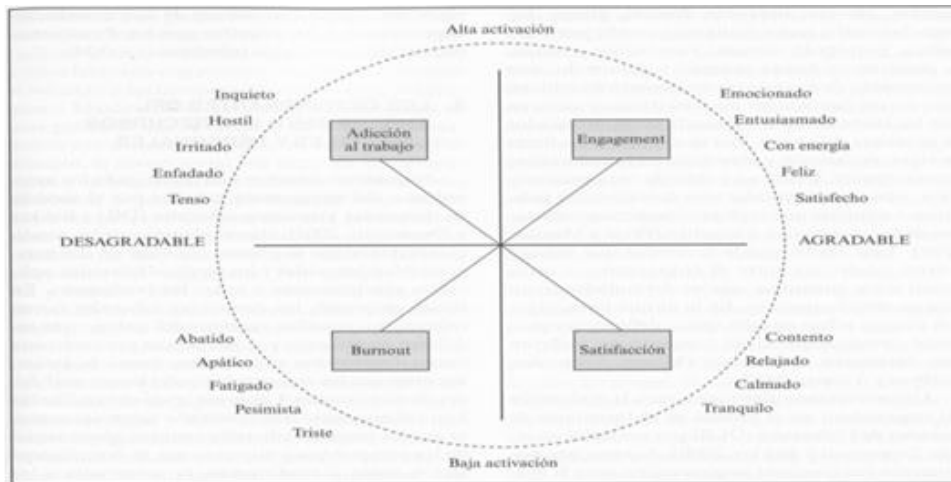 Alta activación
Inquieto
Hostil
Irritado
Enfadado
Tenso
Adicción
al trabajo
Engagement
Emocionado
Entusiasmado
Con energía
Feliz
Satisfecho
DESAGRADABLE
AGRADABLE
Abatido
Apático
Fatigado
Pesimista
Triste
Burnout
Satisfacción
Contento
Relajado
Calmado
Tranquilo
Baja activación